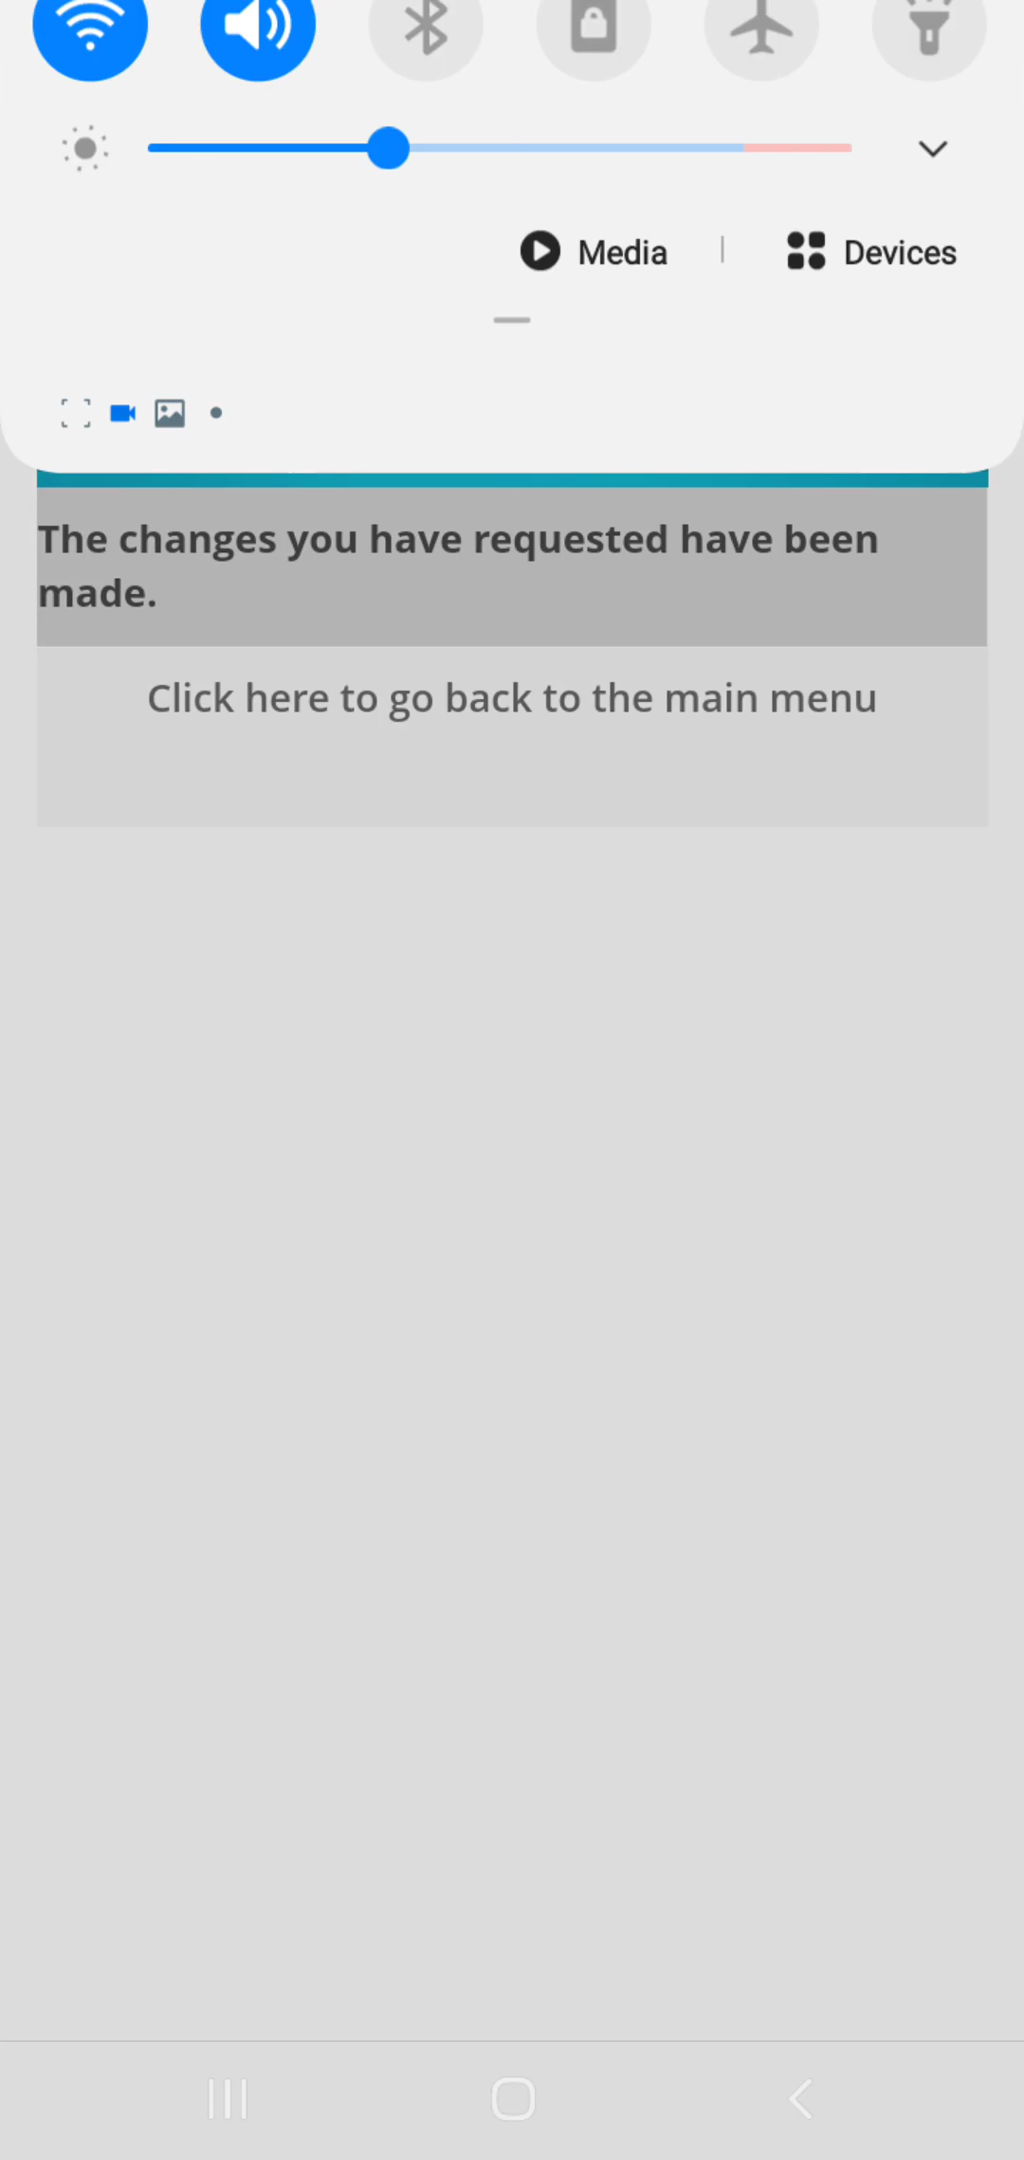 Media
Devices
The changes you have requested have been
made.
Click here to go back to the main menu